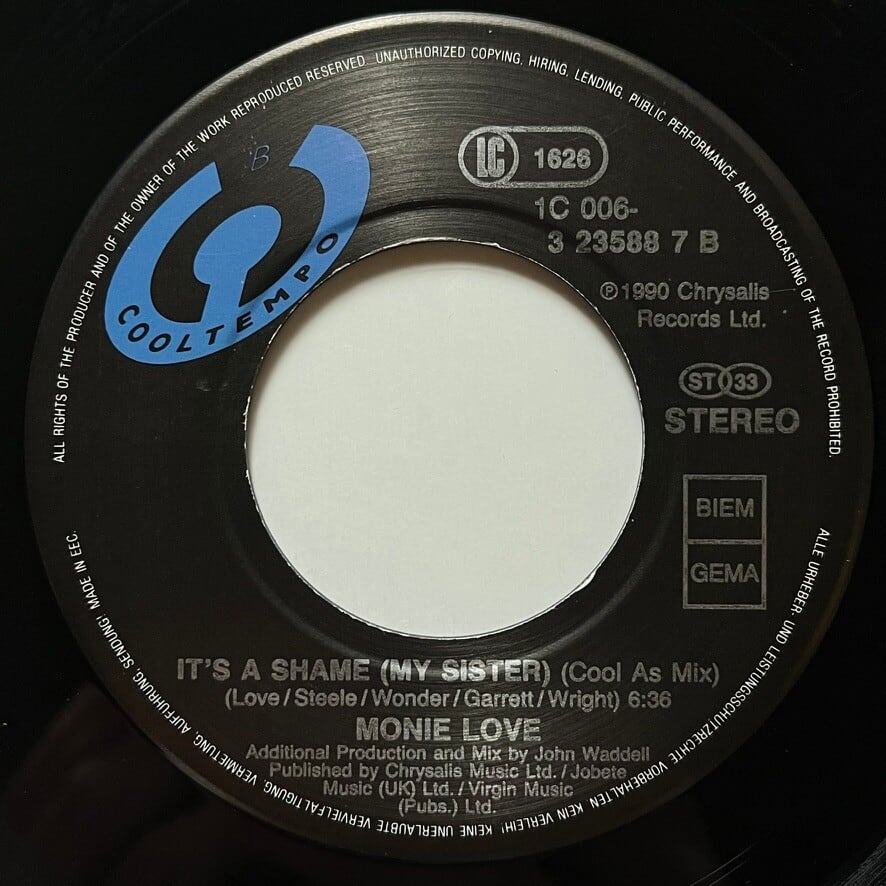 ALL RIGHTS OF THE PRODUCER AND OF THE OWNER OF THE WORK REPRODUCED RESERVED. UNAUTHORIZED COPYING, HIRING, LENDING, PUBLIC PERFORMANCE AND BROADCASTING OF THE RECORD PROHIBITED.
B
COOLTEMPO
LC 1626
1C 006-
3 23588 7 B
℗1990 Chrysalis
Records Ltd.
ST 33
STEREO
BIEM
GEMA
IT'S A SHAME (MY SISTER) (Cool As Mix)
(Love/Steele/Wonder/Garrett/Wright) 6:36
MONIE LOVE
Additional Production and Mix by John Waddell
Published by Chrysalis Music Ltd./Jobete
Music (UK) Ltd./Virgin Music
(Pubs.) Ltd.
ALLE URHEBER- UND LEISTUNGSSCHUTZRECHTE VORBEHALTEN KEIN VERLEIH! KEINE UNERLAUBTE VERVIELFÄLTIGUNG, VERMIETUNG, AUFFÜHRUNG, SENDUNG! MADE IN EEC.